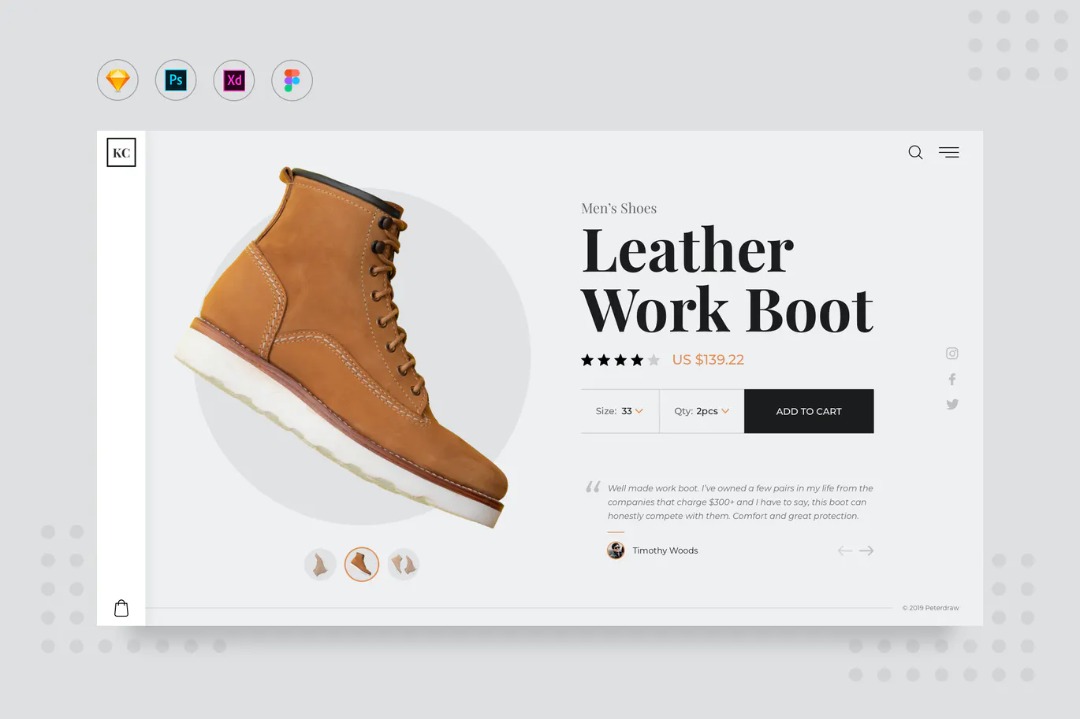 Ps
Xd
KC
Men’s Shoes
Leather
Work Boot
US $139.22
Size: 33
Qty: 2pcs
ADD TO CART
“
Well made work boot. I've owned a few pairs in my life from the
companies that charge $300+ and I have to say, this boot can
honestly compete with them. Comfort and great protection.
Timothy Woods
© 2019 Peterdraw